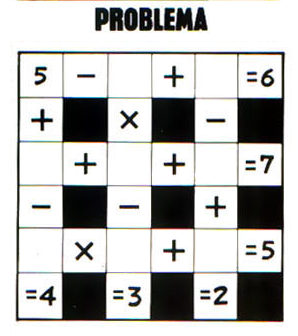 PROBLEMA
5 − + =6
+ × −
+ + =7
− − +
× + =5
=4 =3 =2